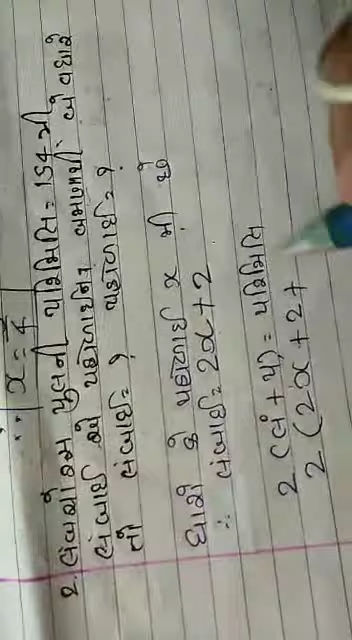 ∴ x = 4
2. લંબચોરસ પુલની પરિમિતિ = 154 મી
લંબાઈ એ પહોળાઈના બમણાથી બે વધારે
તો લંબાઈ = ? પહોળાઈ = ?
ધારો કે પહોળાઈ x મી છે
∴ લંબાઈ = 2x + 2
2 (લં + પ) = પરિમિતિ
2 (2x + 2 +